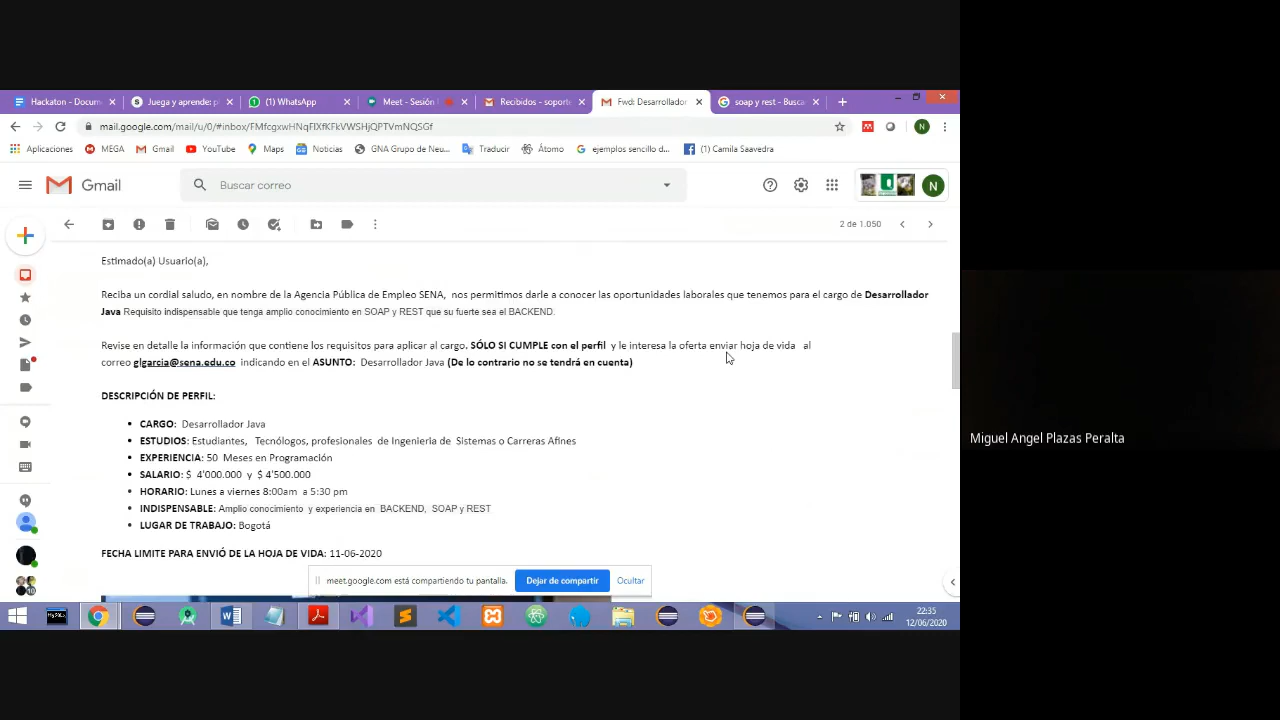 Hackaton - Docum
Juega y aprende: p
(1) WhatsApp
Meet - Sesión
Recibidos - soport
Fwd: Desarrollador
soap y rest - Busca
mail.google.com/mail/u/0/#inbox/FMfcgxwHNqFlXfKFkVWSHjQPTVmNQSGf
Aplicaciones
MEGA
Gmail
YouTube
Maps
Noticias
GNA Grupo de Neu...
Traducir
Átomo
ejemplos sencillo d...
(1) Camila Saavedra
Gmail
Buscar correo
2 de 1.050
Estimado(a) Usuario(a),
Reciba un cordial saludo, en nombre de la Agencia Pública de Empleo SENA, nos permitimos darle a conocer las oportunidades laborales que tenemos para el cargo de Desarrollador
Java Requisito indispensable que tenga amplio conocimiento en SOAP y REST que su fuerte sea el BACKEND.
Revise en detalle la información que contiene los requisitos para aplicar al cargo. SÓLO SI CUMPLE con el perfil y le interesa la oferta enviar hoja de vida al
correo glgarcia@sena.edu.co indicando en el ASUNTO: Desarrollador Java (De lo contrario no se tendrá en cuenta)
DESCRIPCIÓN DE PERFIL:
• CARGO: Desarrollador Java
• ESTUDIOS: Estudiantes, Tecnólogos, profesionales de Ingenieria de Sistemas o Carreras Afines
• EXPERIENCIA: 50 Meses en Programación
• SALARIO: $ 4'000.000 y $ 4'500.000
• HORARIO: Lunes a viernes 8:00am a 5:30 pm
• INDISPENSABLE: Amplio conocimiento y experiencia en BACKEND, SOAP y REST
• LUGAR DE TRABAJO: Bogotá
FECHA LIMITE PARA ENVIÓ DE LA HOJA DE VIDA: 11-06-2020
meet.google.com está compartiendo tu pantalla.
Dejar de compartir
Ocultar
22:35
12/06/2020
Miguel Angel Plazas Peralta